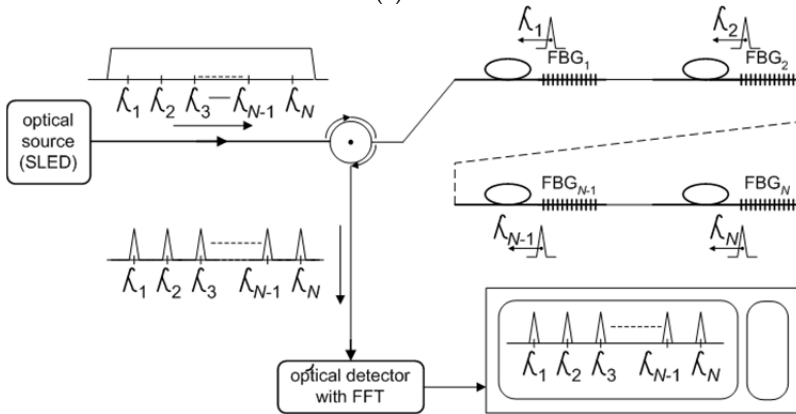 λ1 λ2
FBG1 FBG2
λ1 λ2 λ3 λN-1 λN
optical
source
(SLED)
FBGN-1 FBGN
λN-1 λN
λ1 λ2 λ3 λN-1 λN
λ1 λ2 λ3 λN-1 λN
optical detector
with FFT